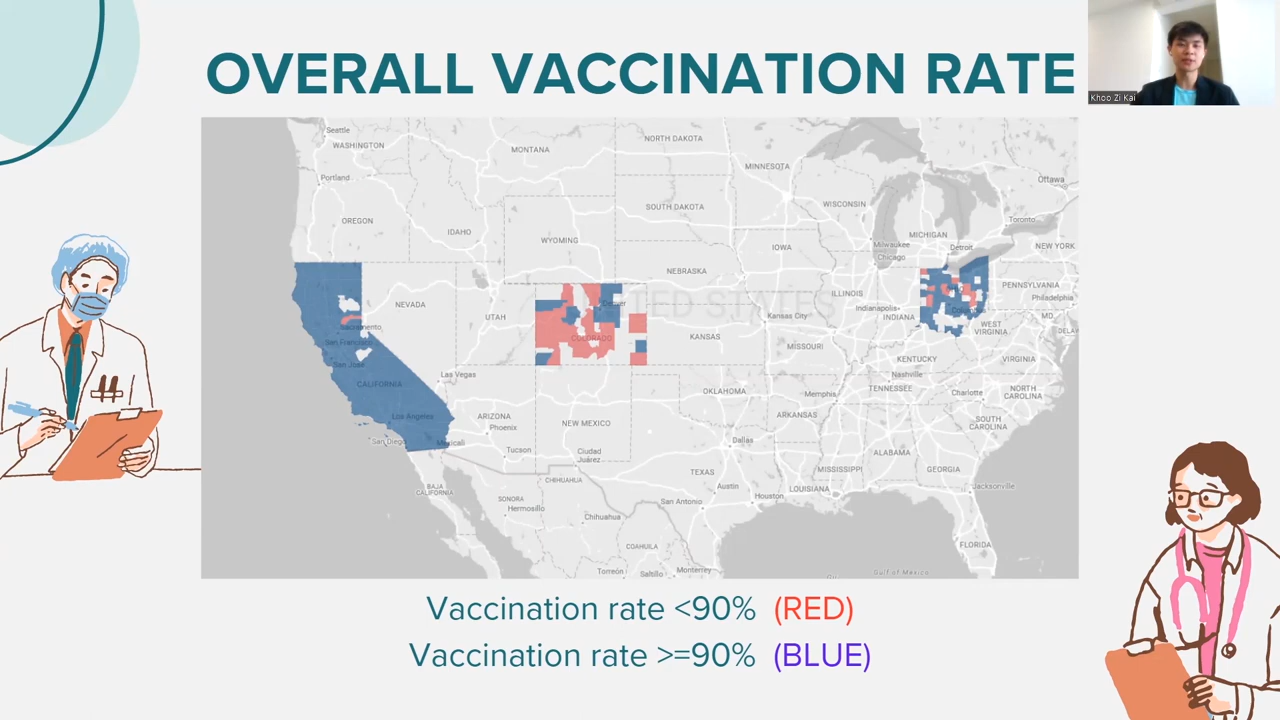 OVERALL VACCINATION RATE
Khoo Zi Kai
Seattle
WASHINGTON
MONTANA
NORTH DAKOTA
MINNESOTA
Portland
Ottawa
OREGON
IDAHO
SOUTH DAKOTA
WISCONSIN
Toronto
WYOMING
MICHIGAN
Milwaukee
Detroit
NEW YORK
IOWA
Chicago
NEBRASKA
PENNSYLVANIA
NEVADA
UTAH
Denver
UNITED STATES
ILLINOIS
Indianapolis
Philadelphia
Sacramento
Kansas City
INDIANA
MD
San Francisco
COLORADO
KANSAS
WEST
VIRGINIA
MISSOURI
San Jose
KENTUCKY
VIRGINIA
Las Vegas
Nashville
CALIFORNIA
OKLAHOMA
TENNESSEE
Memphis
Charlotte
NORTH
CAROLINA
Los Angeles
ARIZONA
ARKANSAS
Phoenix
NEW MEXICO
SOUTH
CAROLINA
San Diego
Mexicali
Dallas
Tucson
Ciudad
Juárez
ALABAMA
MISSISSIPPI
GEORGIA
TEXAS
CHIHUAHUA
BAJA
CALIFORNIA
Austin
LOUISIANA
Jacksonville
SONORA
Houston
San Antonio
Hermosillo
Chihuahua
COAHUILA
FLORIDA
Torreón
Saltillo
Monterrey
Gulf of Mexico
Vaccination rate <90% (RED)
Vaccination rate >=90% (BLUE)